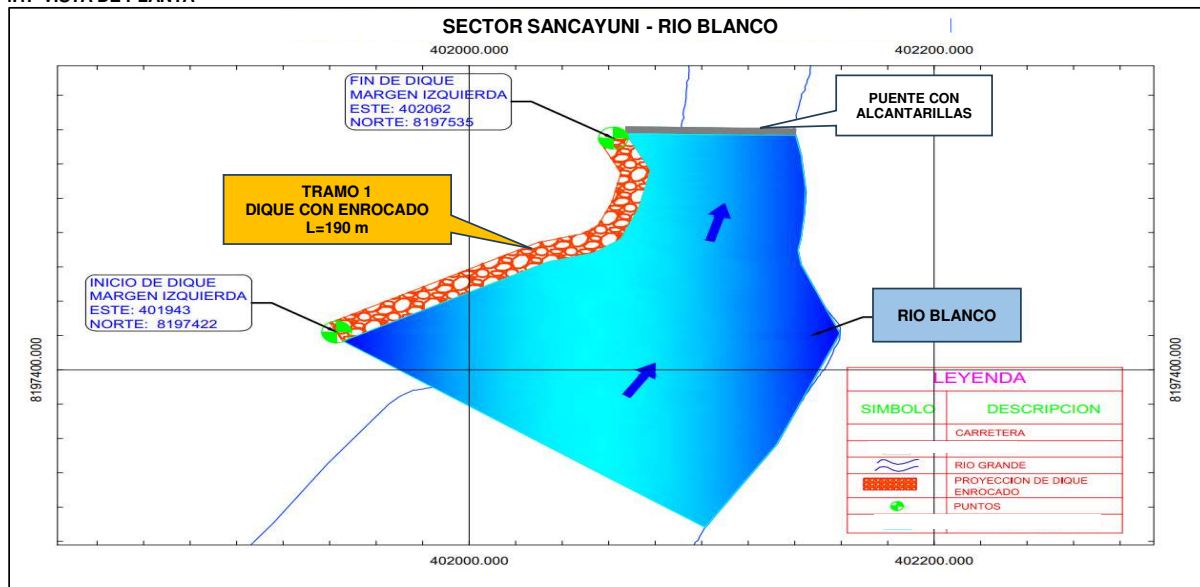 SECTOR SANCAYUNI - RIO BLANCO
402000.000
402200.000
FIN DE DIQUE
MARGEN IZQUIERDA
ESTE: 402062
NORTE: 8197535
PUENTE CON
ALCANTARILLAS
TRAMO 1
DIQUE CON ENROCADO
L=190 m
INICIO DE DIQUE
MARGEN IZQUIERDA
ESTE: 401943
NORTE: 8197422
RIO BLANCO
8197400.000
8197400.000
LEYENDA
SIMBOLO
DESCRIPCION
CARRETERA
RIO GRANDE
PROYECCION DE DIQUE
ENROCADO
PUNTOS
402000.000
402200.000